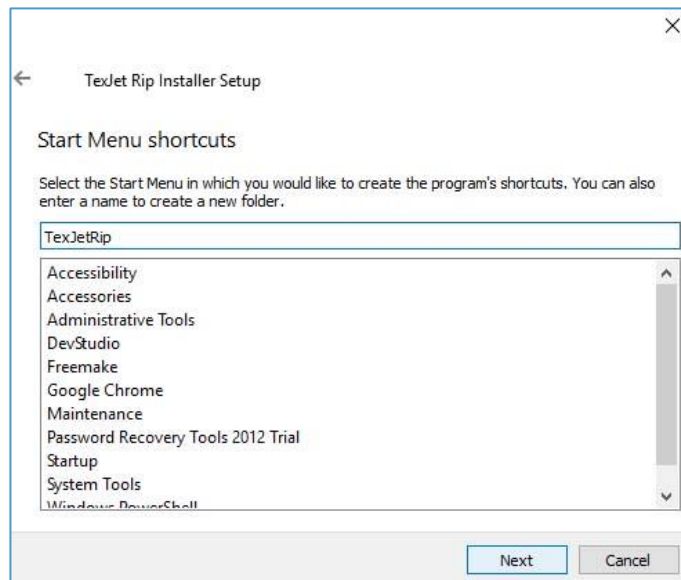 TexJet Rip Installer Setup
Start Menu shortcuts
Select the Start Menu in which you would like to create the program's shortcuts. You can also
enter a name to create a new folder.
TexJetRip
Accessibility
Accessories
Administrative Tools
DevStudio
Freemake
Google Chrome
Maintenance
Password Recovery Tools 2012 Trial
Startup
System Tools
Windows PowerShell
Next
Cancel